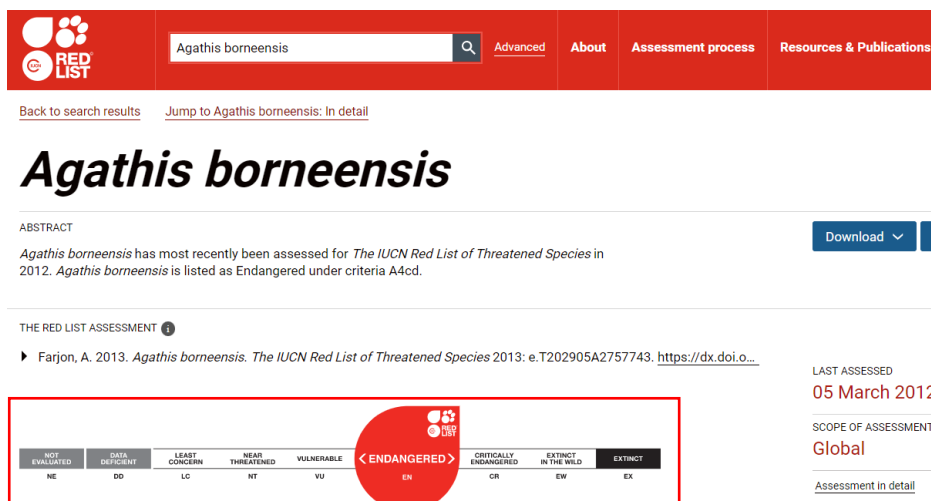 IUCN
RED
LIST
Agathis borneensis
Advanced
About
Assessment process
Resources & Publications
Back to search results
Jump to Agathis borneensis: In detail
Agathis borneensis
ABSTRACT
Agathis borneensis has most recently been assessed for The IUCN Red List of Threatened Species in
2012. Agathis borneensis is listed as Endangered under criteria A4cd.
Download
THE RED LIST ASSESSMENT i
Farjon, A. 2013. Agathis borneensis. The IUCN Red List of Threatened Species 2013: e.T202905A2757743. https://dx.doi.o...
LAST ASSESSED
05 March 2012
SCOPE OF ASSESSMENT
Global
Assessment in detail
RED
LIST
NOT EVALUATED
NE
DATA DEFICIENT
DD
LEAST CONCERN
LC
NEAR THREATENED
NT
VULNERABLE
VU
<ENDANGERED>
EN
CRITICALLY ENDANGERED
CR
EXTINCT IN THE WILD
EW
EXTINCT
EX